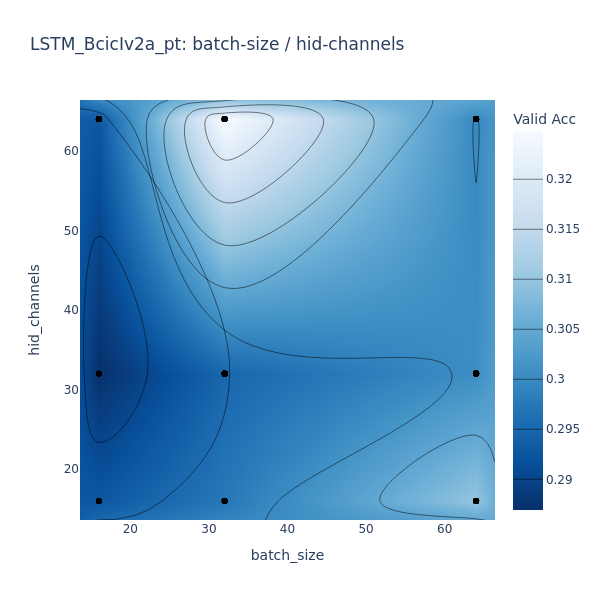 LSTM_BcicIv2a_pt: batch-size / hid-channels
Valid Acc
60
50
40
30
20
hid_channels
20 30 40 50 60
batch_size
0.32
0.315
0.31
0.305
0.3
0.295
0.29